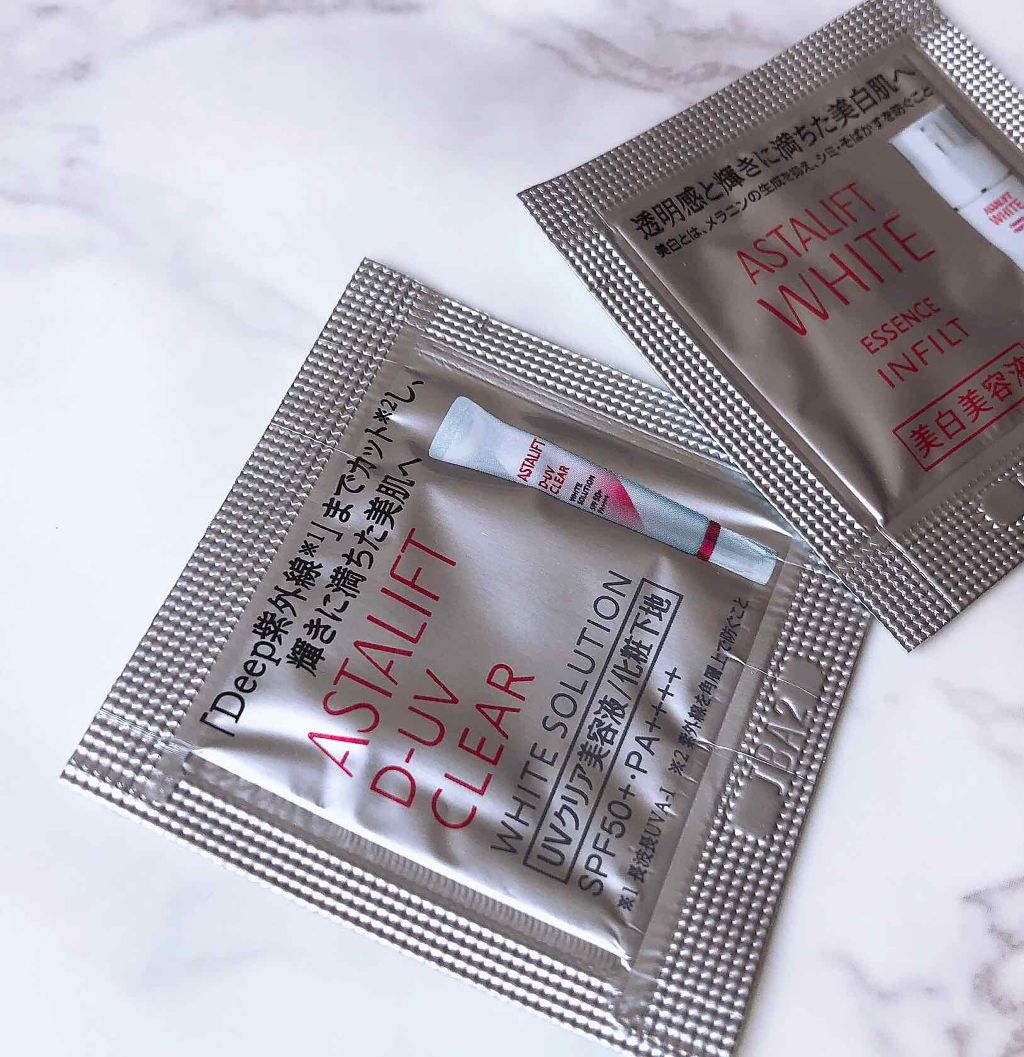 「Deep紫外線※1」までカット※2し、
輝きに満ちた美肌へ
ASTALIFT
D-UV
CLEAR
WHITE SOLUTION
UVクリア美容液/化粧下地
SPF50+・PA++++
※1 長波長UVA-I ※2 紫外線を角層上で防ぐこと
ASTALIFT
D-UV
CLEAR
WHITE
SOLUTION
JBA21
透明感と輝きに満ちた美白肌へ
美白とは、メラニンの生成を抑え、シミ・そばかすを防ぐこと
ASTALIFT
WHITE
ESSENCE
INFILT
美白美容液
ASTALIFT
WHITE